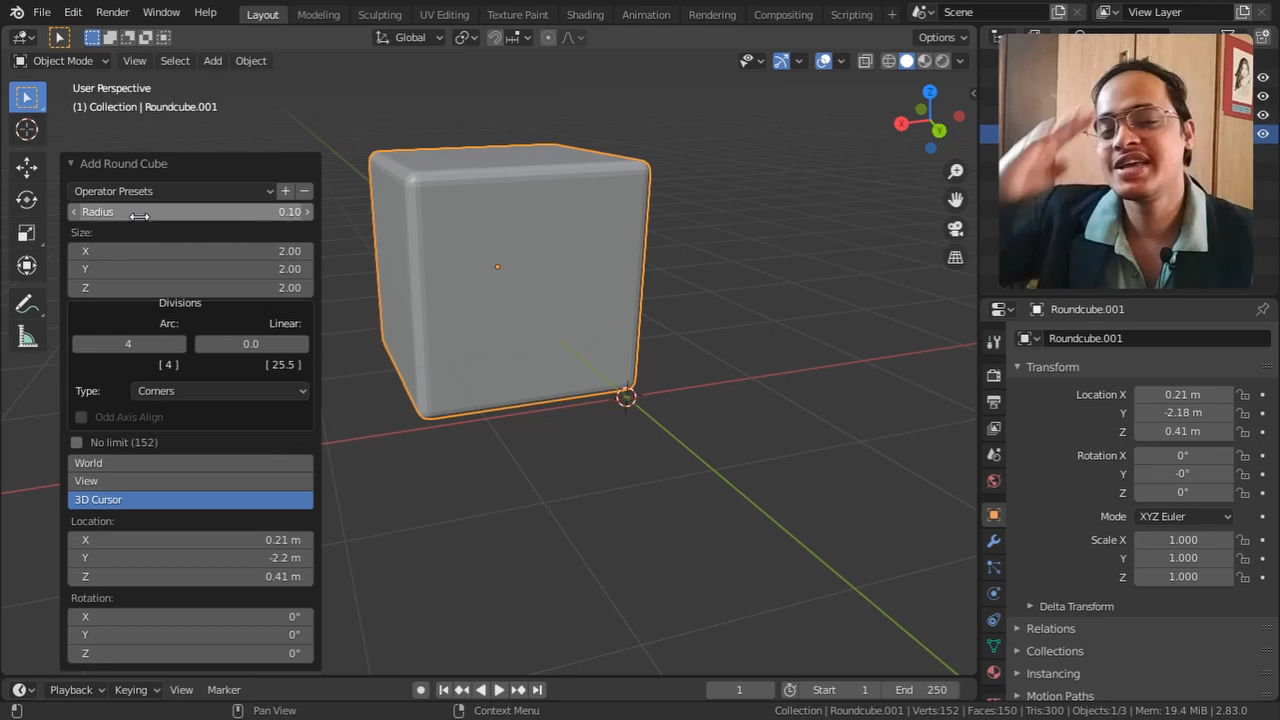 File Edit Render Window Help Layout Modeling Sculpting UV Editing Texture Paint Shading Animation Rendering Compositing Scripting + Scene View Layer
Global Options
Object Mode View Select Add Object
User Perspective
(1) Collection | Roundcube.001
Z
X
Y
Add Round Cube
Operator Presets
Radius 0.10
Size:
X 2.00
Y 2.00
Z 2.00
Divisions
Arc: Linear:
4 0.0
[ 4 ] [ 25.5 ]
Type: Corners
Odd Axis Align
No limit (152)
World
View
3D Cursor
Location:
X 0.21 m
Y -2.2 m
Z 0.41 m
Rotation:
X 0°
Y 0°
Z 0°
Roundcube.001
Roundcube.001
Transform
Location X 0.21 m
Y -2.18 m
Z 0.41 m
Rotation X 0°
Y -0°
Z 0°
Mode XYZ Euler
Scale X 1.000
Y 1.000
Z 1.000
Delta Transform
Relations
Collections
Instancing
Motion Paths
Playback Keying View Marker 1 Start 1 End 250
Pan View Context Menu Collection | Roundcube.001 | Verts:152 | Faces:150 | Tris:300 | Objects:1/3 | Mem: 19.4 MiB | 2.83.0